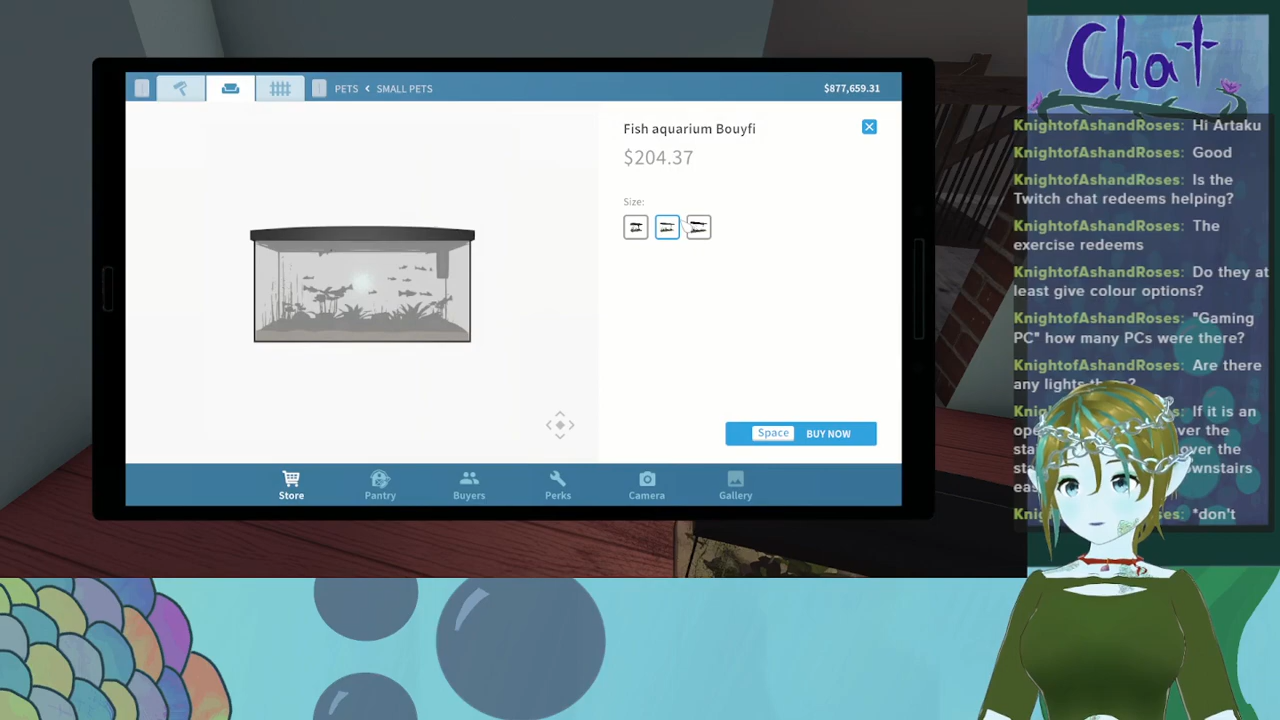 PETS < SMALL PETS
$877,659.31
Fish aquarium Bouyfi
$204.37
Size:
Space BUY NOW
Store
Pantry
Buyers
Perks
Camera
Gallery
Chat
KnightofAshandRoses: Hi Artaku
KnightofAshandRoses: Good
KnightofAshandRoses: Is the
Twitch chat redeems helping?
KnightofAshandRoses: The
exercise redeems
KnightofAshandRoses: Do they at
least give colour options?
KnightofAshandRoses: "Gaming
PC" how many PCs were there?
KnightofAshandRoses: Are there
any lights
If it is an
over the
over the
downstairs
*don't